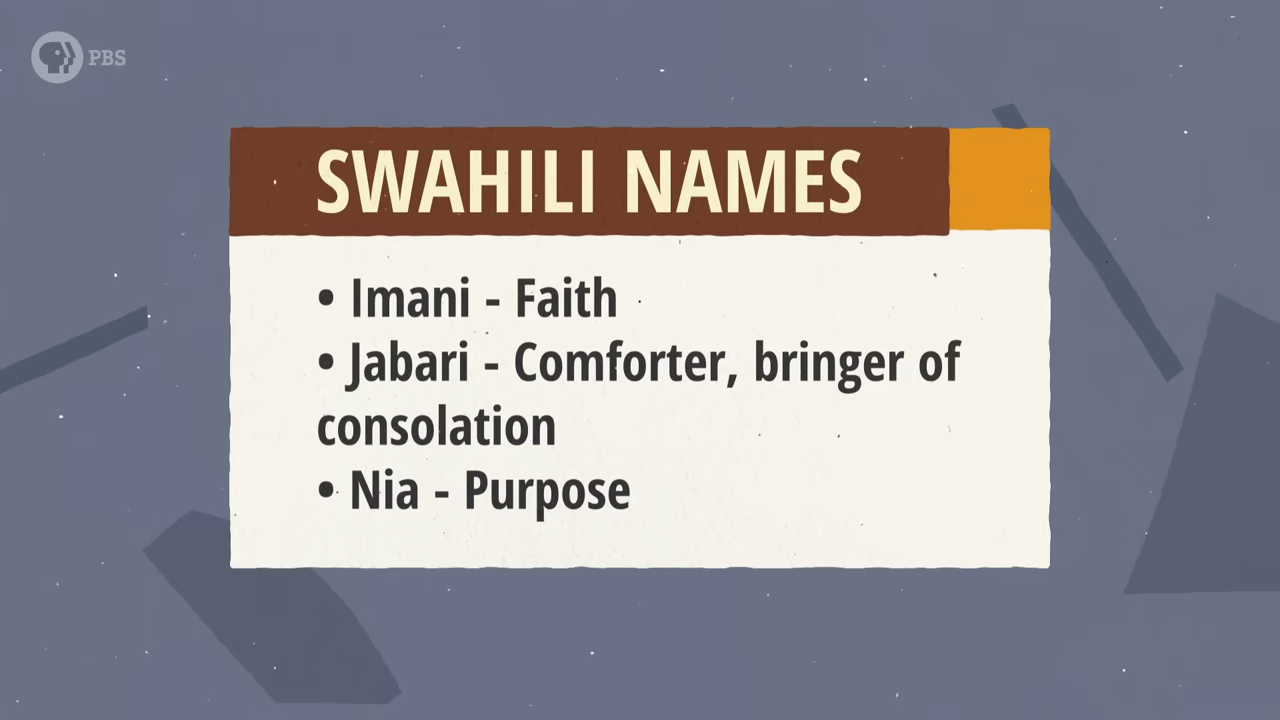 PBS
SWAHILI NAMES
• Imani - Faith
• Jabari - Comforter, bringer of
consolation
• Nia - Purpose